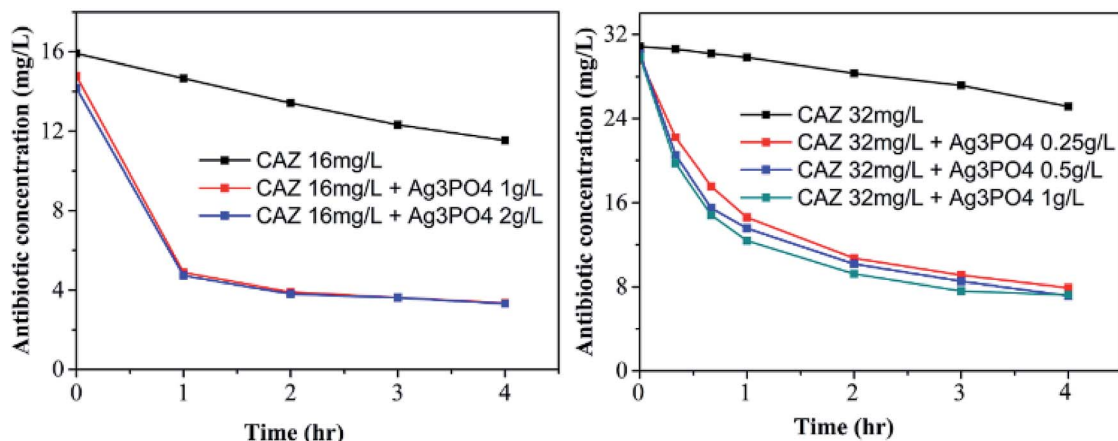 Antibiotic concentration (mg/L)
16
12
8
4
0
CAZ 16mg/L
CAZ 16mg/L + Ag3PO4 1g/L
CAZ 16mg/L + Ag3PO4 2g/L
0 1 2 3 4
Time (hr)
Antibiotic concentration (mg/L)
32
24
16
8
0
CAZ 32mg/L
CAZ 32mg/L + Ag3PO4 0.25g/L
CAZ 32mg/L + Ag3PO4 0.5g/L
CAZ 32mg/L + Ag3PO4 1g/L
0 1 2 3 4
Time (hr)